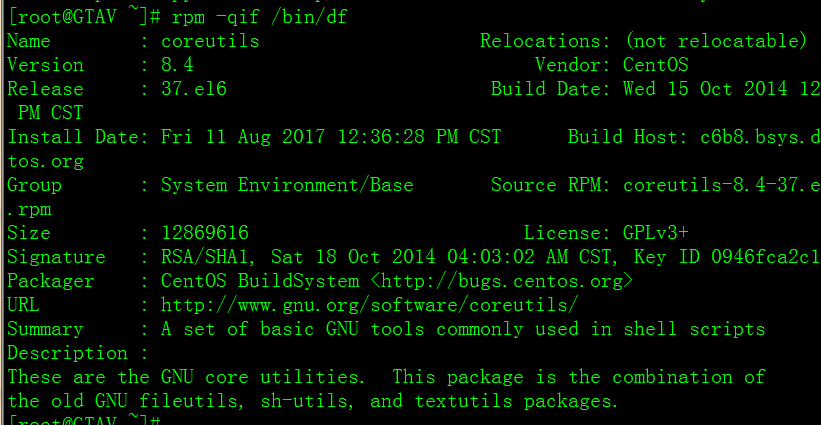 [root@GTAV ~]# rpm -qif /bin/df
Name        : coreutils                    Relocations: (not relocatable)
Version     : 8.4                               Vendor: CentOS
Release     : 37.el6                        Build Date: Wed 15 Oct 2014 12
 PM CST
Install Date: Fri 11 Aug 2017 12:36:28 PM CST      Build Host: c6b8.bsys.d
tos.org
Group       : System Environment/Base       Source RPM: coreutils-8.4-37.e
.rpm
Size        : 12869616                         License: GPLv3+
Signature   : RSA/SHA1, Sat 18 Oct 2014 04:03:02 AM CST, Key ID 0946fca2c1
Packager    : CentOS BuildSystem <http://bugs.centos.org>
URL         : http://www.gnu.org/software/coreutils/
Summary     : A set of basic GNU tools commonly used in shell scripts
Description :
These are the GNU core utilities.  This package is the combination of
the old GNU fileutils, sh-utils, and textutils packages.
[root@GTAV ~]#